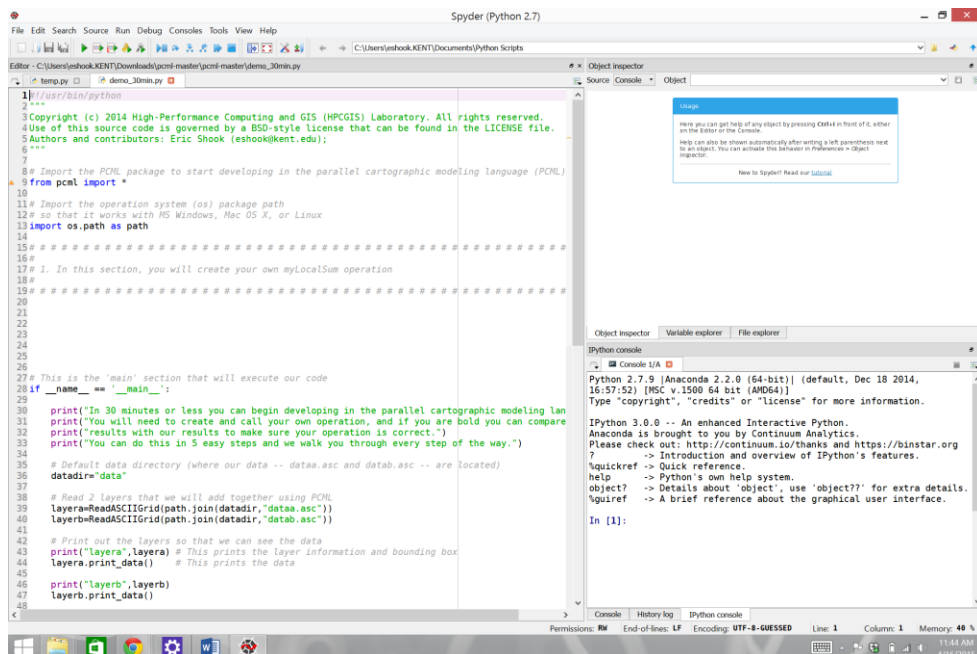 Spyder (Python 2.7)
File Edit Search Source Run Debug Consoles Tools View Help
C:\Users\eshook.KENT\Documents\Python Scripts
Editor - C:\Users\eshook.KENT\Downloads\pcml-master\pcml-master\demo_30min.py
temp.py demo_30min.py
1 #!/usr/bin/python
2 """
3 Copyright (c) 2014 High-Performance Computing and GIS (HPCGIS) Laboratory. All rights reserved.
4 Use of this source code is governed by a BSD-style license that can be found in the LICENSE file.
5 Authors and contributors: Eric Shook (eshook@kent.edu);
6 """
7
8 # Import the PCML package to start developing in the parallel cartographic modeling language (PCML)
9 from pcml import *
10
11 # Import the operation system (os) package path
12 # so that it works with MS Windows, Mac OS X, or Linux
13 import os.path as path
14
15 # # # # # # # # # # # # # # # # # # # # # # # # # # # # # # # # # # # # # # # # # # # # # # # # #
16 #
17 # 1. In this section, you will create your own myLocalSum operation
18 #
19 # # # # # # # # # # # # # # # # # # # # # # # # # # # # # # # # # # # # # # # # # # # # # # # # #
20
21
22
23
24
25
26
27 # This is the 'main' section that will execute our code
28 if __name__ == '__main__':
29
30 print("In 30 minutes or less you can begin developing in the parallel cartographic modeling lan
31 print("You will need to create and call your own operation, and if you are bold you can compare
32 print("results with our results to make sure your operation is correct.")
33 print("You can do this in 5 easy steps and we walk you through every step of the way.")
34
35 # Default data directory (where our data -- dataa.asc and datab.asc -- are located)
36 datadir="data"
37
38 # Read 2 layers that we will add together using PCML
39 layera=ReadASCIIGrid(path.join(datadir,"dataa.asc"))
40 layerb=ReadASCIIGrid(path.join(datadir,"datab.asc"))
41
42 # Print out the layers so that we can see the data
43 print("layera",layera) # This prints the layer information and bounding box
44 layera.print_data() # This prints the data
45
46 print("layerb",layerb)
47 layerb.print_data()
48
Object inspector
Source Console Object
Usage
Here you can get help of any object by pressing Ctrl+I in front of it, either
on the Editor or the Console.
Help can also be shown automatically after writing a left parenthesis next
to an object. You can activate this behavior in Preferences > Object
Inspector.
New to Spyder? Read our tutorial
Object inspector Variable explorer File explorer
IPython console
Console 1/A
Python 2.7.9 |Anaconda 2.2.0 (64-bit)| (default, Dec 18 2014,
16:57:52) [MSC v.1500 64 bit (AMD64)]
Type "copyright", "credits" or "license" for more information.
IPython 3.0.0 -- An enhanced Interactive Python.
Anaconda is brought to you by Continuum Analytics.
Please check out: http://continuum.io/thanks and https://binstar.org
? -> Introduction and overview of IPython's features.
%quickref -> Quick reference.
help -> Python's own help system.
object? -> Details about 'object', use 'object??' for extra details.
%guiref -> A brief reference about the graphical user interface.
In [1]:
Console History log IPython console
Permissions: RW End-of-lines: LF Encoding: UTF-8-GUESSED Line: 1 Column: 1 Memory: 40 %
11:44 AM